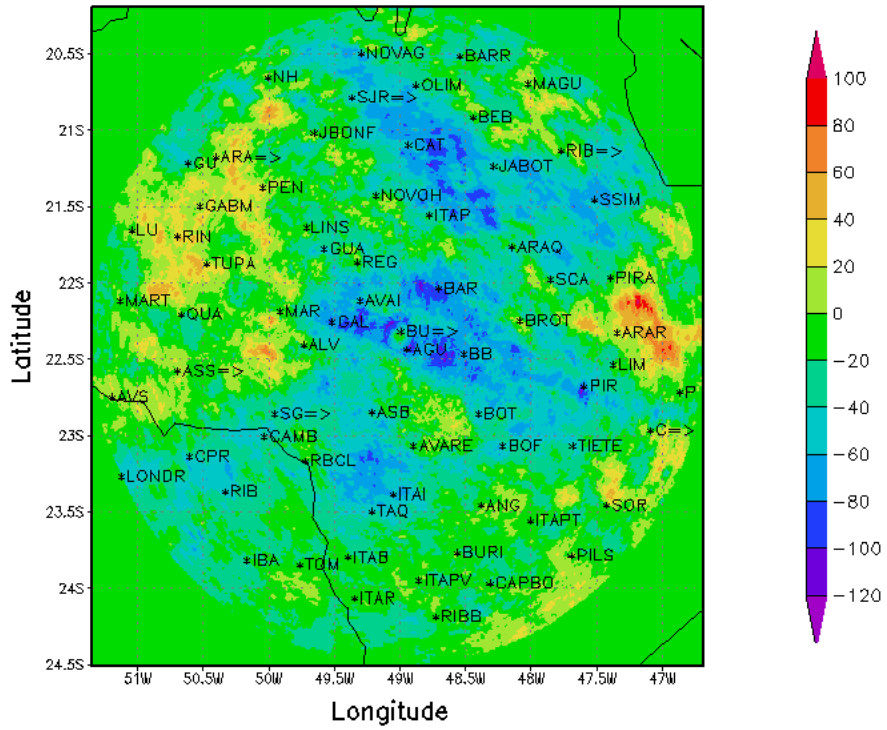 20.5S
21S
21.5S
22S
22.5S
23S
23.5S
24S
24.5S
Latitude
51W
50.5W
50W
49.5W
49W
48.5W
48W
47.5W
47W
Longitude
NOVAG
BARR
NH
OLIM
MAGU
SJR=>
BEB
JBONF
CAT
RIB=>
ARA=>
GU
JABOT
PEN
NOVOH
SSIM
GABM
ITAP
LU
RIN
LINS
GUA
ARAQ
TUPA
REG
SCA
PIRA
BAR
MART
QUA
MAR
AVAI
GAL
BU=>
BROT
ARAR
ALV
AGU
BB
LIM
ASS=>
PIR
AVS
P
SG=>
ASB
BOT
C=>
CAMB
AVARE
BOF
TIETE
CPR
RBCL
LONDR
RIB
ITAI
TAQ
ANG
SOR
ITAPT
IBA
TOM
ITAB
BURI
PILS
ITAPV
CAPBO
ITAR
RIBB
100
80
60
40
20
−20
−40
−60
−80
−100
−120